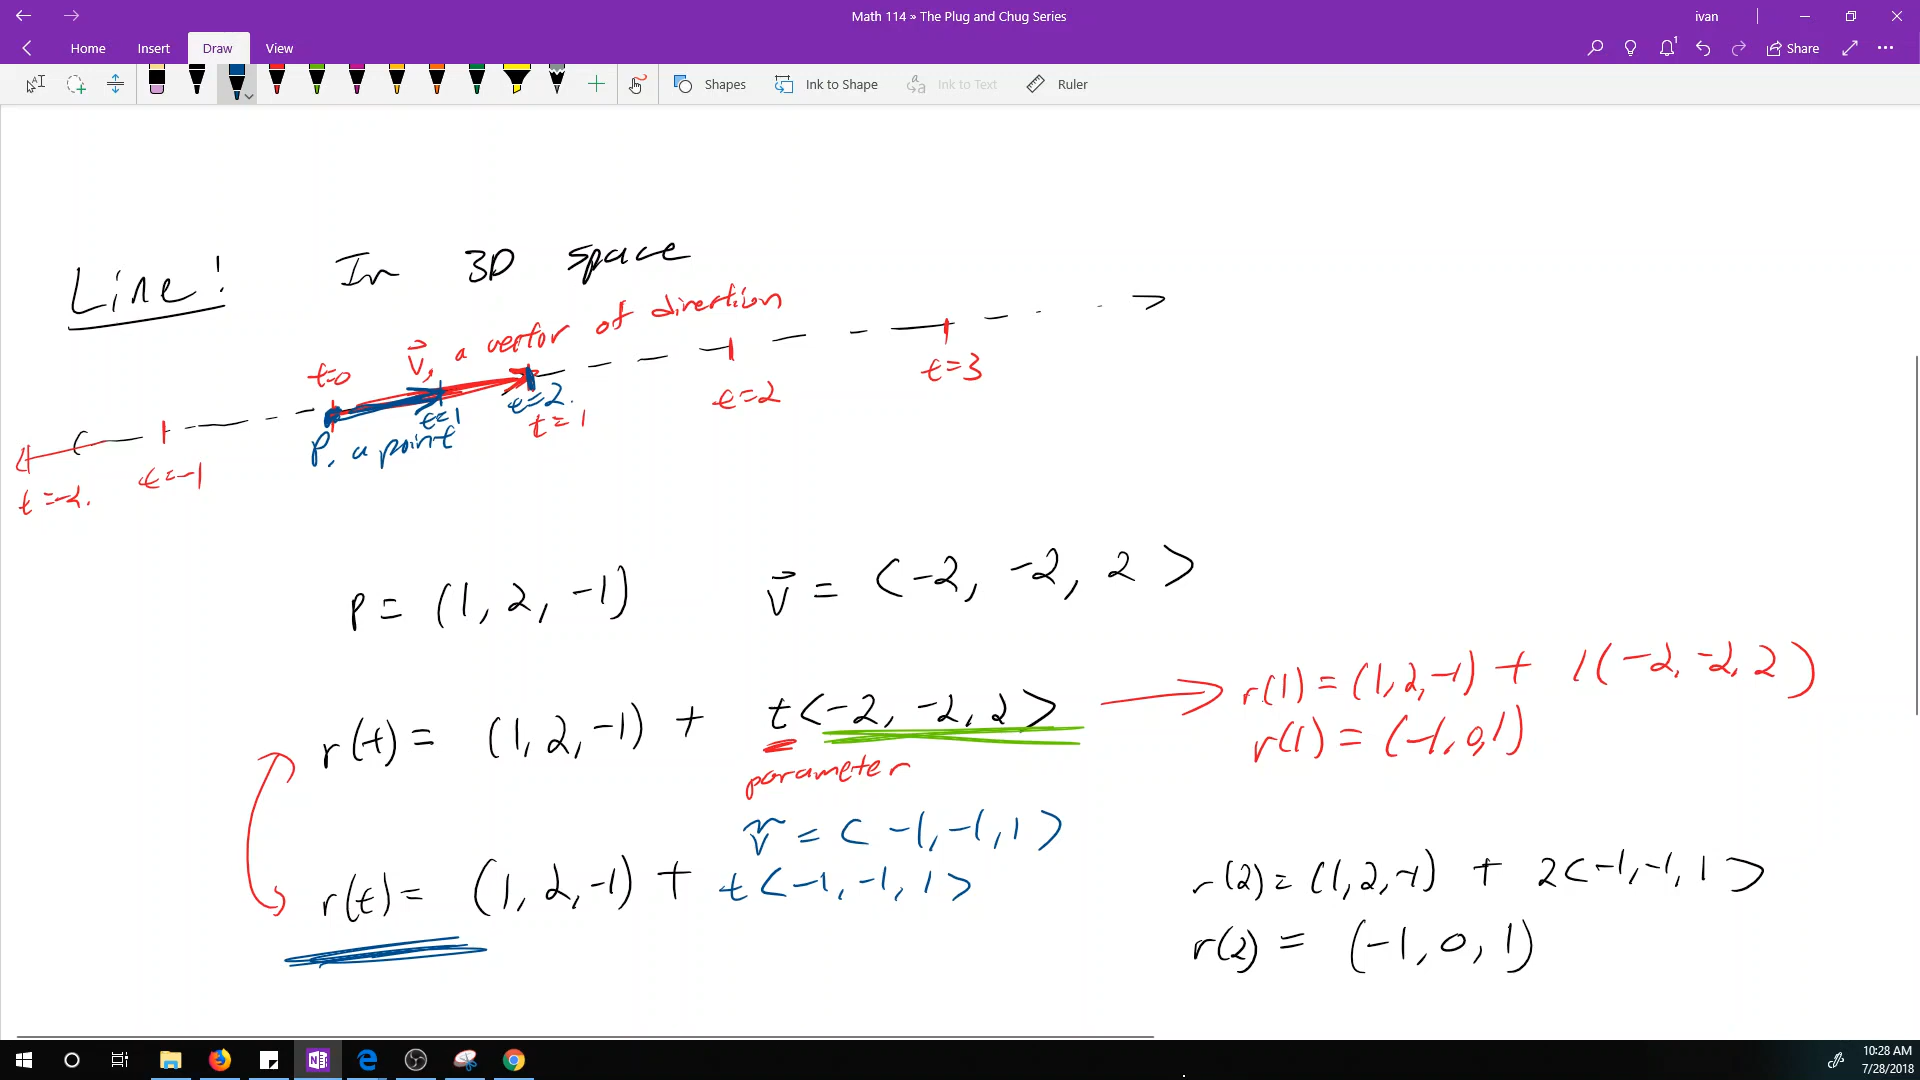 Math 114 » The Plug and Chug Series
ivan
Home Insert Draw View
1
Share
Shapes Ink to Shape Ink to Text Ruler
Line! In 3D space
v⃗, a vector of direction
t=0
t=3
t=2
t=2.
t=1
t=1
P, a point
t=-1
t=-2.
P = (1, 2, -1) v⃗ = <-2, -2, 2>
r(t) = (1, 2, -1) + t<-2, -2, 2>
r(1) = (1, 2, -1) + 1(-2, -2, 2)
r(1) = (-1, 0, 1)
parameter
v⃗ = < -1, -1, 1>
r(t) = (1, 2, -1) + t<-1, -1, 1>
r(2) = (1, 2, -1) + 2<-1, -1, 1>
r(2) = (-1, 0, 1)
10:28 AM
7/28/2018